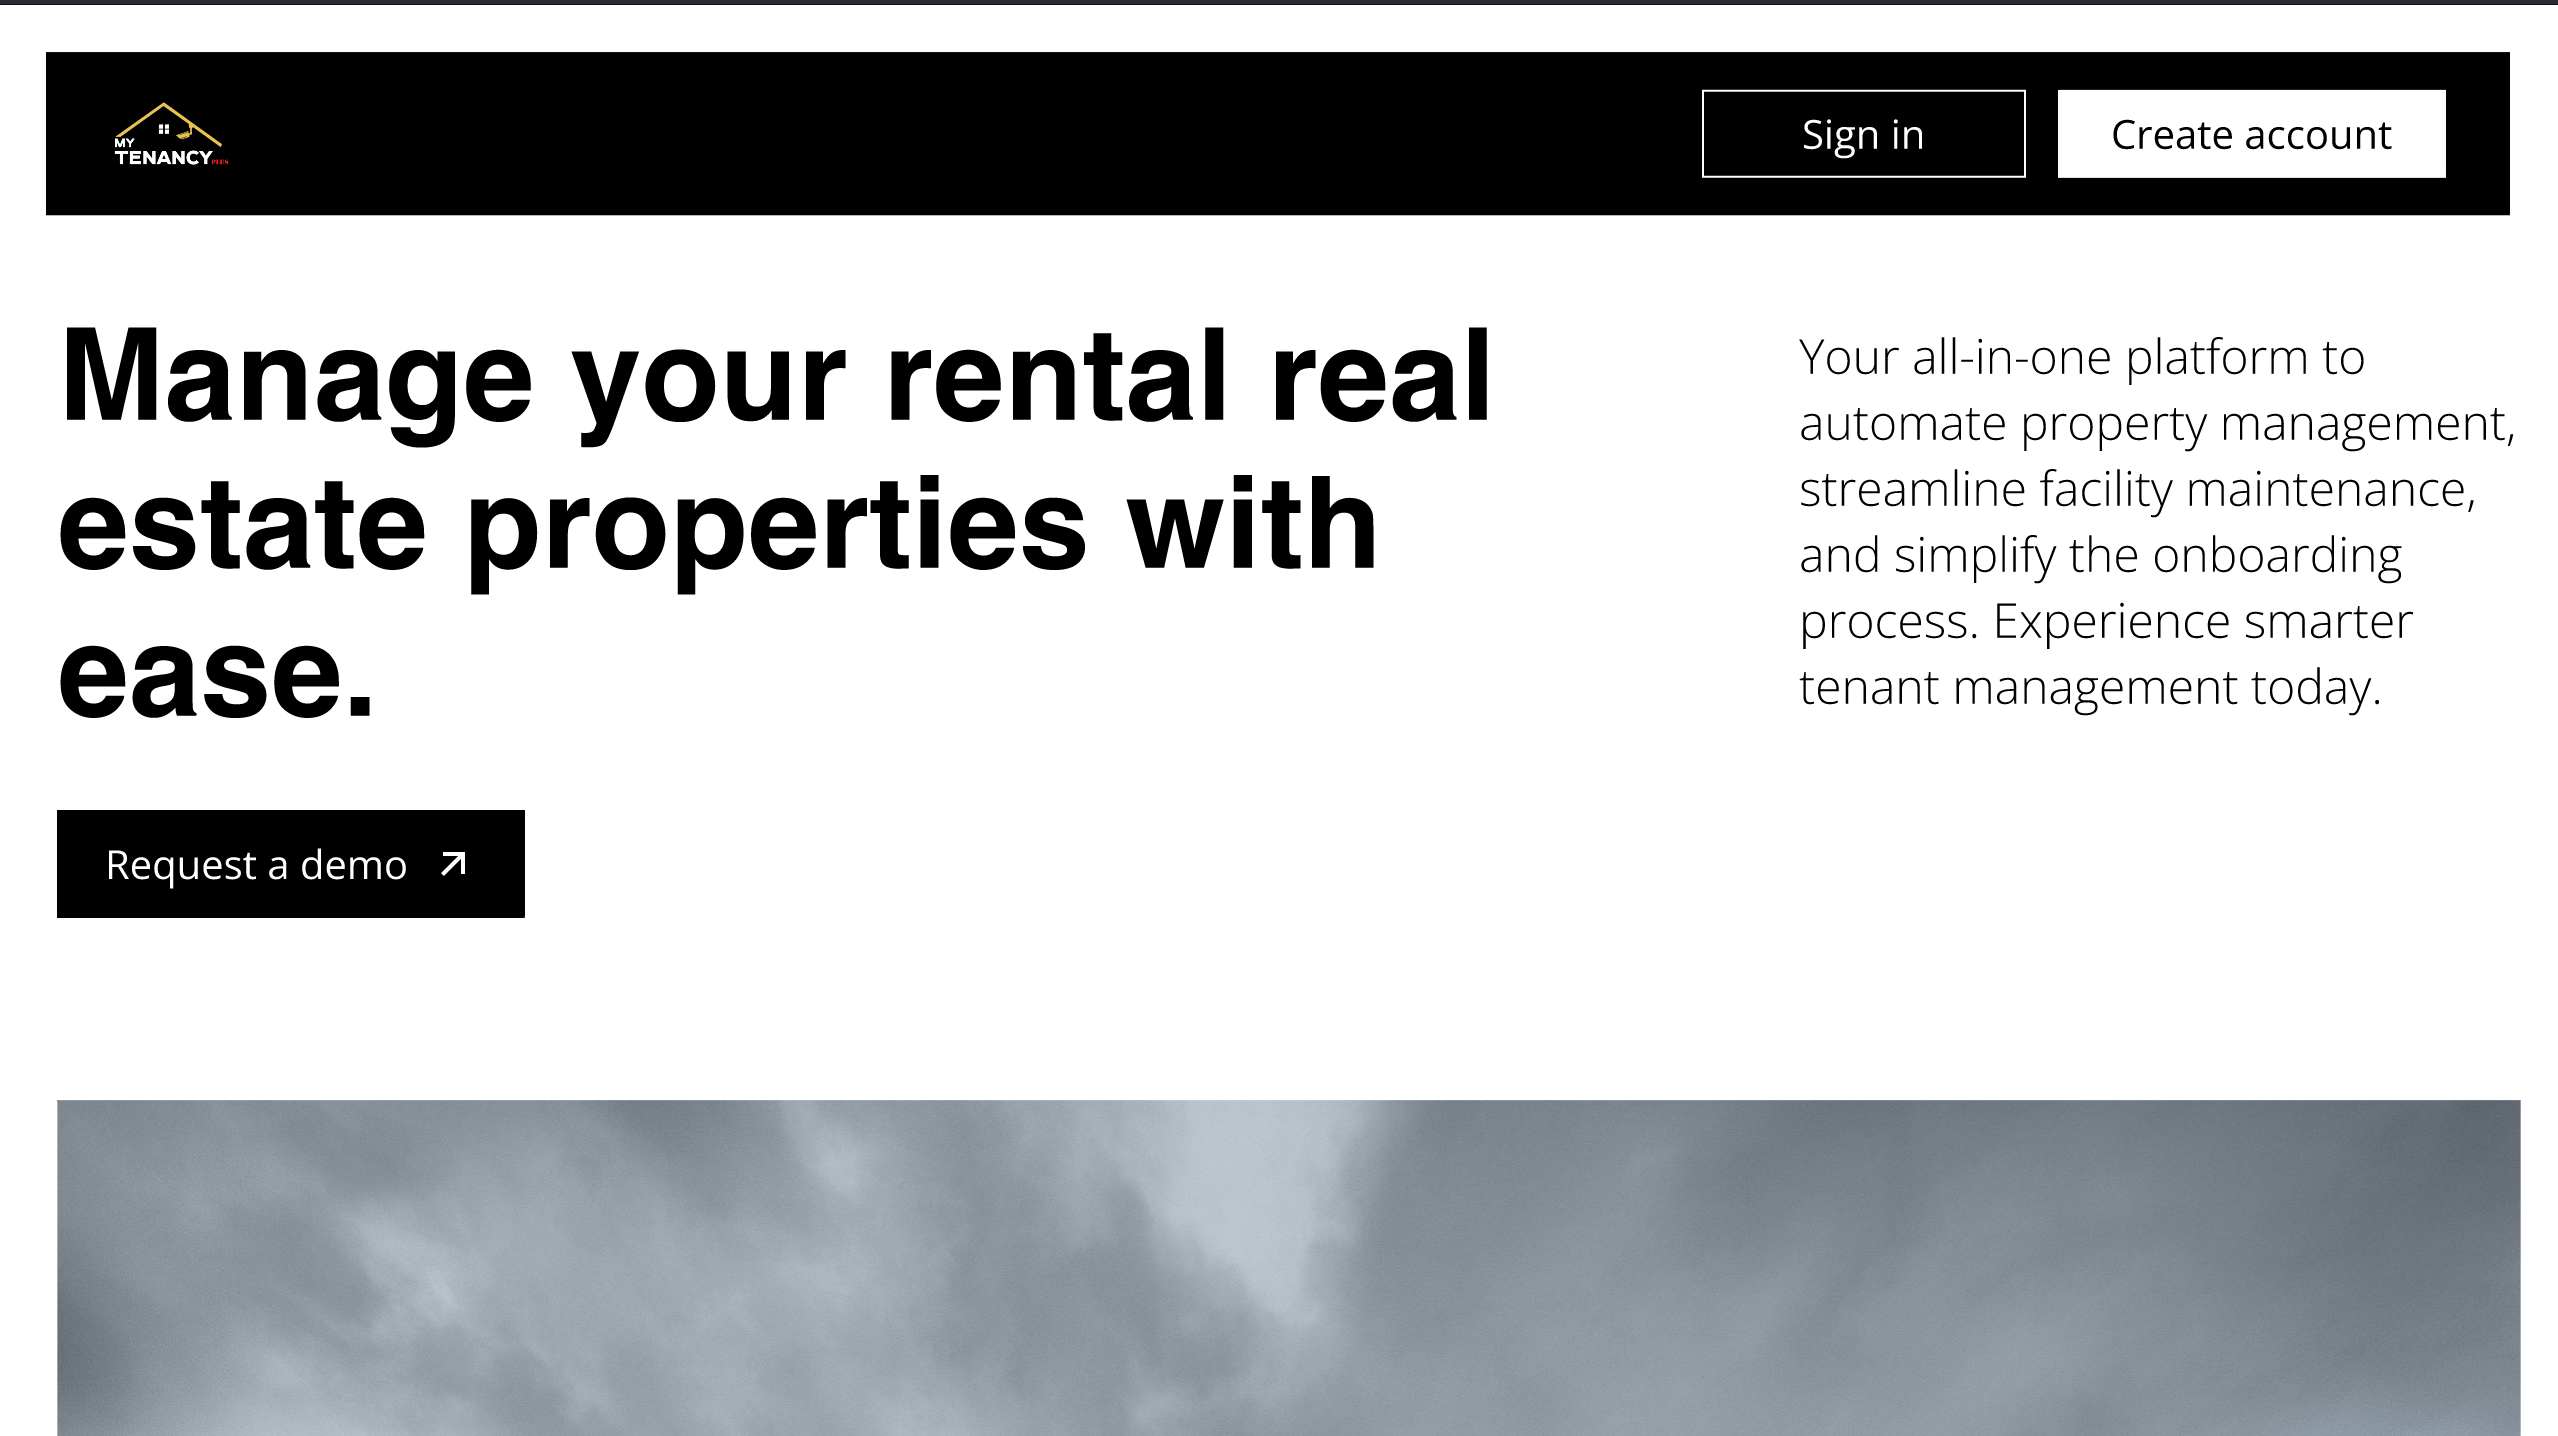 MY
TENANCY PLUS
Sign in
Create account
Manage your rental real
estate properties with
ease.
Your all-in-one platform to
automate property management,
streamline facility maintenance,
and simplify the onboarding
process. Experience smarter
tenant management today.
Request a demo